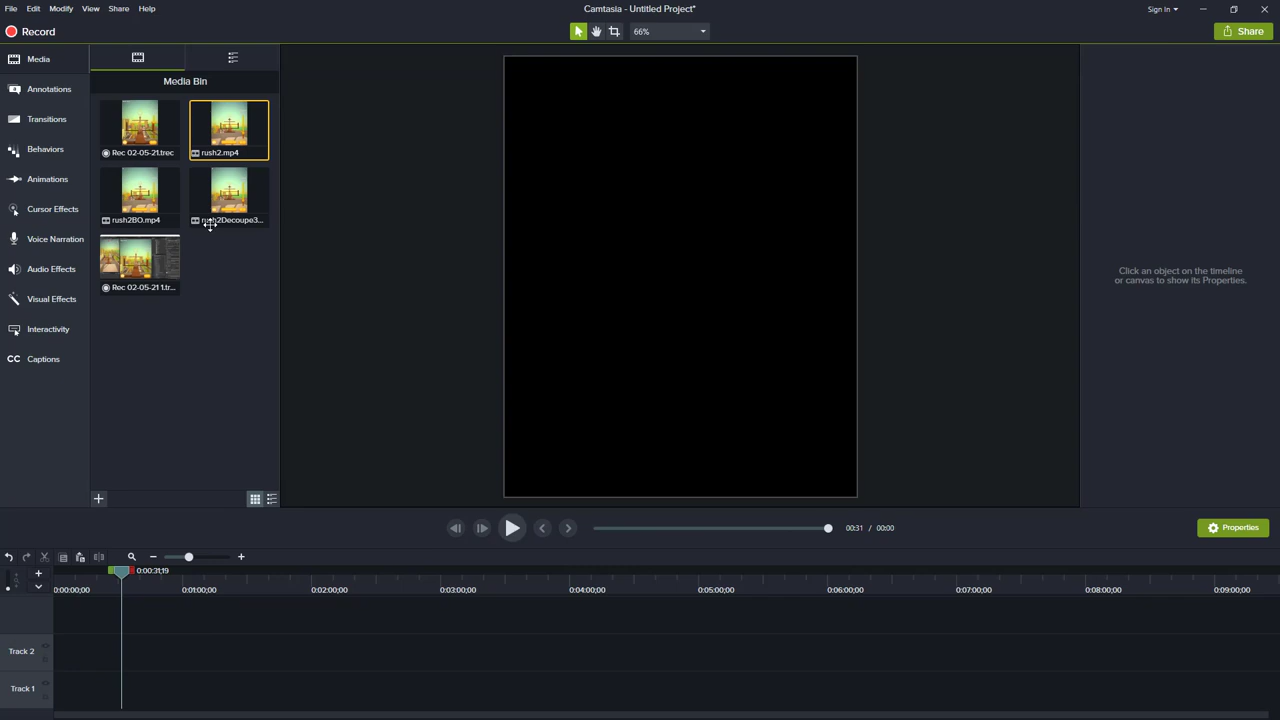 File Edit Modify View Share Help
Camtasia - Untitled Project*
Sign In
Record
66%
Share
Media
Annotations
Transitions
Behaviors
Animations
Cursor Effects
Voice Narration
Audio Effects
Visual Effects
Interactivity
CC Captions
Media Bin
Rec 02-05-21.trec
rush2.mp4
rush2BO.mp4
rush2Decoupe3...
Rec 02-05-21 1.tr...
Click an object on the timeline
or canvas to show its Properties.
00:31 / 00:00
Properties
0:00:31;19
0:00:00;00 0:01:00;00 0:02:00;00 0:03:00;00 0:04:00;00 0:05:00;00 0:06:00;00 0:07:00;00 0:08:00;00 0:09:00;00
Track 2
Track 1